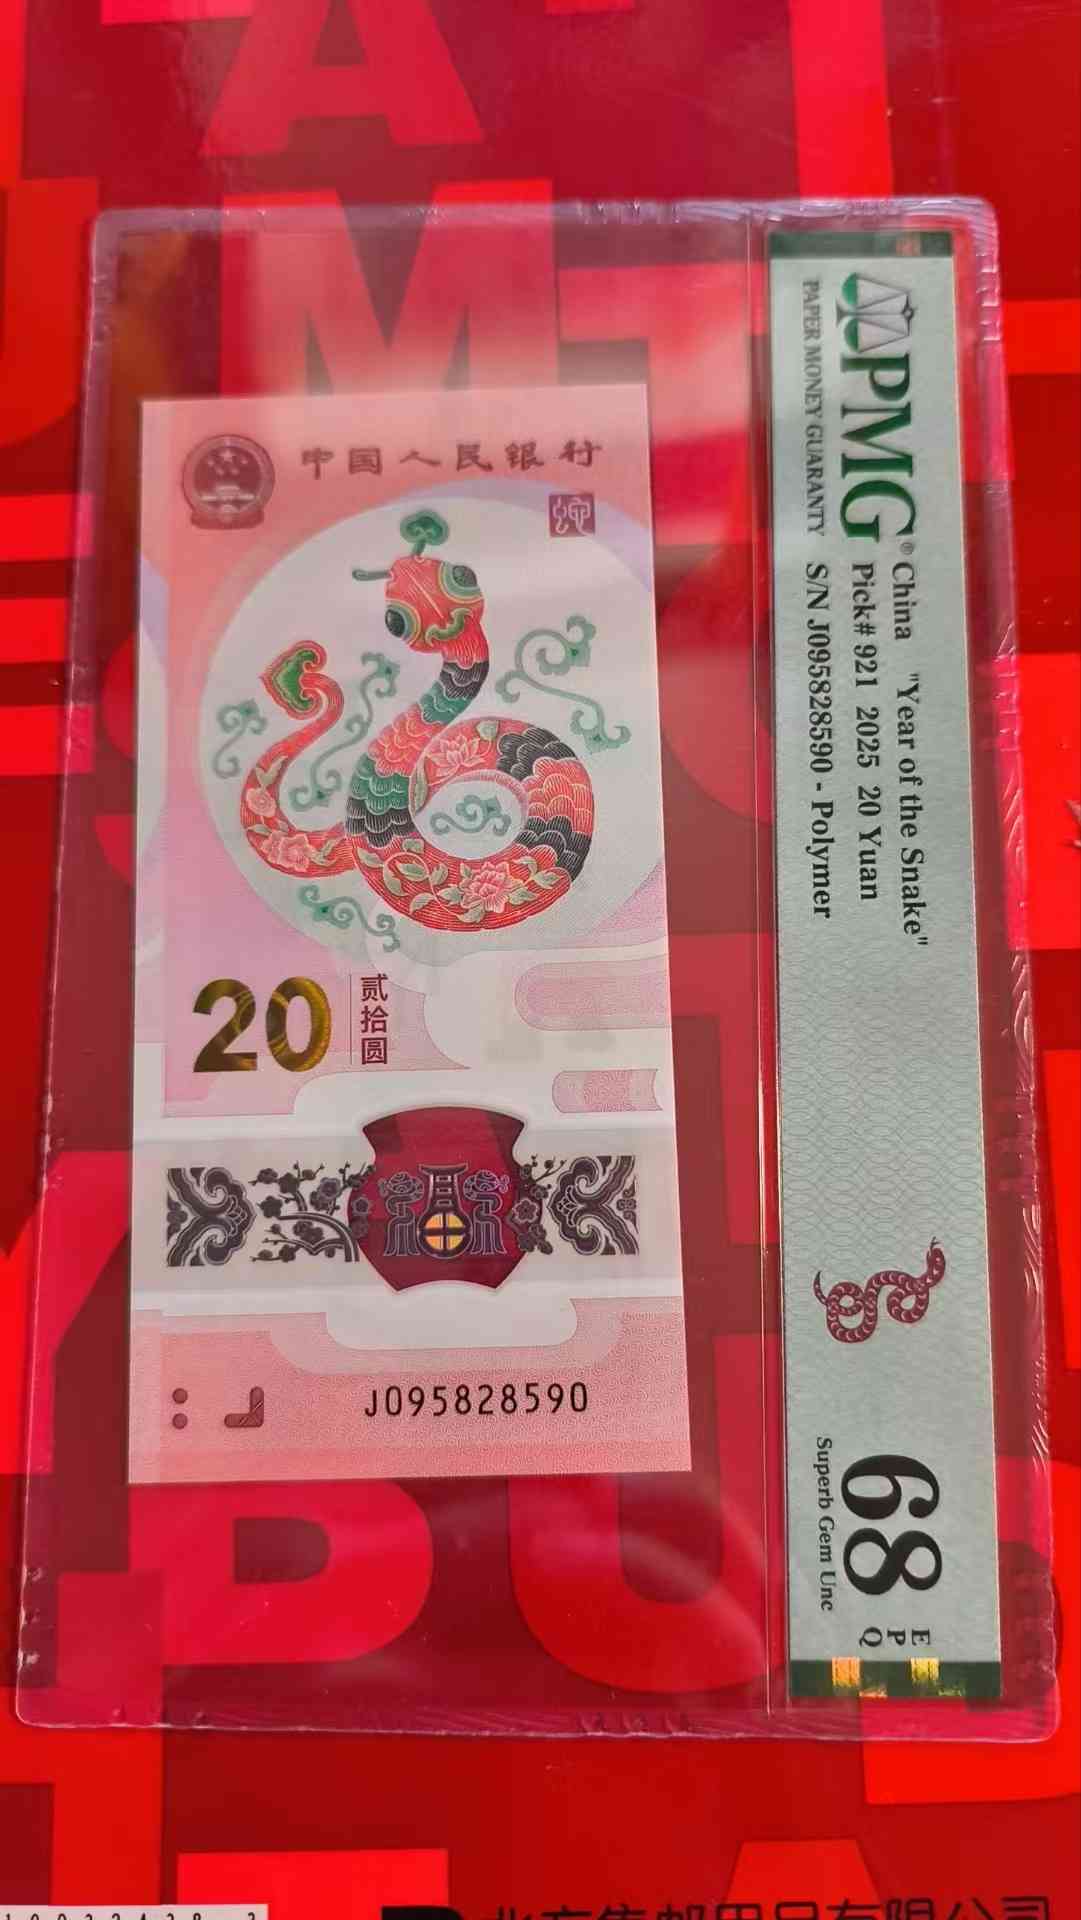 中国人民银行
蛇
20
贰拾圆
J095828590
PMG®
PAPER MONEY GUARANTY
China "Year of the Snake"
Pick# 921 2025 20 Yuan
S/N J095828590 - Polymer
68
EPQ
Superb Gem Unc